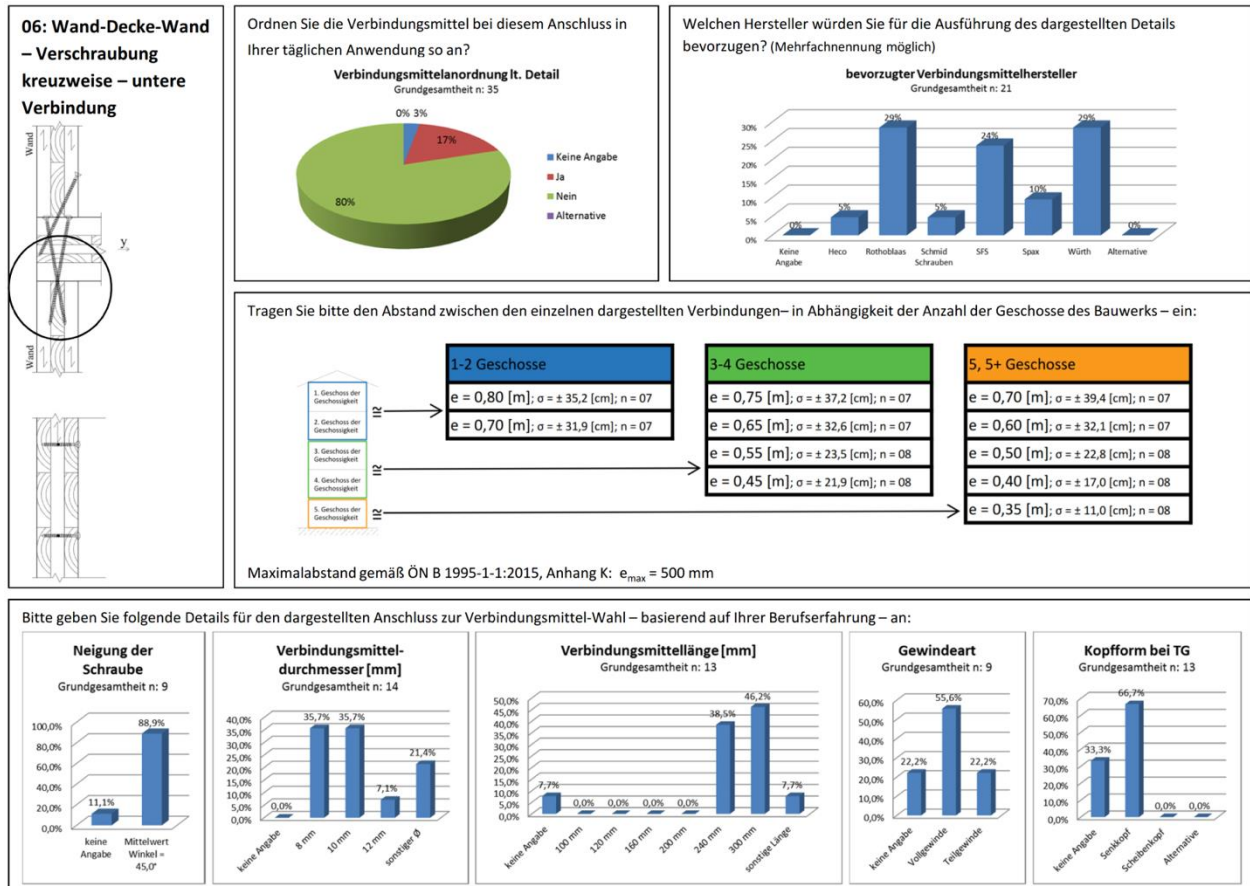 06: Wand-Decke-Wand
– Verschraubung
kreuzweise – untere
Verbindung
Wand
y
Wand
Ordnen Sie die Verbindungsmittel bei diesem Anschluss in
Ihrer täglichen Anwendung so an?
Verbindungsmittelanordnung lt. Detail
Grundgesamtheit n: 35
0% 3%
17%
80%
Keine Angabe
Ja
Nein
Alternative
Welchen Hersteller würden Sie für die Ausführung des dargestellten Details
bevorzugen? (Mehrfachnennung möglich)
bevorzugter Verbindungsmittelhersteller
Grundgesamtheit n: 21
30%
25%
20%
15%
10%
5%
0%
0%
5%
29%
5%
24%
10%
29%
0%
Keine Angabe
Heco
Rothoblaas
Schmid Schrauben
SFS
Spax
Würth
Alternative
Tragen Sie bitte den Abstand zwischen den einzelnen dargestellten Verbindungen– in Abhängigkeit der Anzahl der Geschosse des Bauwerks – ein:
1. Geschoss der
Geschossigkeit
2. Geschoss der
Geschossigkeit
3. Geschoss der
Geschossigkeit
4. Geschoss der
Geschossigkeit
5. Geschoss der
Geschossigkeit
1-2 Geschosse
e = 0,80 [m]; σ = ± 35,2 [cm]; n = 07
e = 0,70 [m]; σ = ± 31,9 [cm]; n = 07
3-4 Geschosse
e = 0,75 [m]; σ = ± 37,2 [cm]; n = 07
e = 0,65 [m]; σ = ± 32,6 [cm]; n = 07
e = 0,55 [m]; σ = ± 23,5 [cm]; n = 08
e = 0,45 [m]; σ = ± 21,9 [cm]; n = 08
5, 5+ Geschosse
e = 0,70 [m]; σ = ± 39,4 [cm]; n = 07
e = 0,60 [m]; σ = ± 32,1 [cm]; n = 07
e = 0,50 [m]; σ = ± 22,8 [cm]; n = 08
e = 0,40 [m]; σ = ± 17,0 [cm]; n = 08
e = 0,35 [m]; σ = ± 11,0 [cm]; n = 08
Maximalabstand gemäß ÖN B 1995-1-1:2015, Anhang K: emax = 500 mm
Bitte geben Sie folgende Details für den dargestellten Anschluss zur Verbindungsmittel-Wahl – basierend auf Ihrer Berufserfahrung – an:
Neigung der
Schraube
Grundgesamtheit n: 9
100,0%
80,0%
60,0%
40,0%
20,0%
0,0%
11,1%
88,9%
keine
Angabe
Mittelwert
Winkel =
45,0°
Verbindungsmittel-
durchmesser [mm]
Grundgesamtheit n: 14
40,0%
35,0%
30,0%
25,0%
20,0%
15,0%
10,0%
5,0%
0,0%
0,0%
35,7%
35,7%
7,1%
21,4%
keine Angabe
8 mm
10 mm
12 mm
sonstiger Ø
Verbindungsmittellänge [mm]
Grundgesamtheit n: 13
50,0%
45,0%
40,0%
35,0%
30,0%
25,0%
20,0%
15,0%
10,0%
5,0%
0,0%
7,7%
0,0%
0,0%
0,0%
0,0%
38,5%
46,2%
7,7%
keine Angabe
100 mm
120 mm
160 mm
200 mm
240 mm
300 mm
sonstige Länge
Gewindeart
Grundgesamtheit n: 9
60,0%
50,0%
40,0%
30,0%
20,0%
10,0%
0,0%
22,2%
55,6%
22,2%
keine Angabe
Vollgewinde
Teilgewinde
Kopfform bei TG
Grundgesamtheit n: 13
70,0%
60,0%
50,0%
40,0%
30,0%
20,0%
10,0%
0,0%
33,3%
66,7%
0,0%
0,0%
keine Angabe
Senkkopf
Scheibenkopf
Alternative